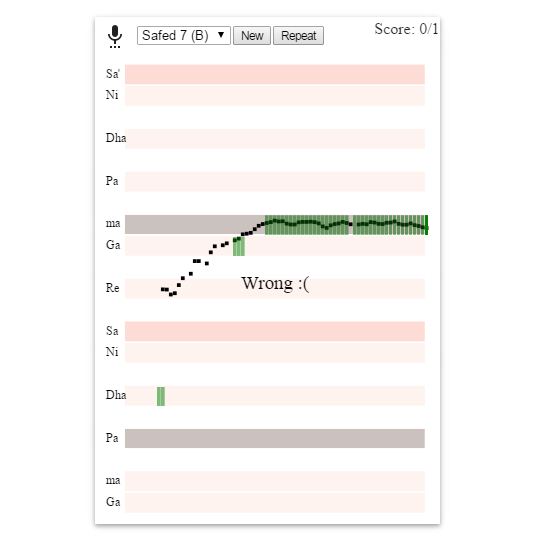 Safed 7 (B) New Repeat Score: 0/1
Sa'
Ni
Dha
Pa
ma
Ga
Re Wrong :(
Sa
Ni
Dha
Pa
ma
Ga